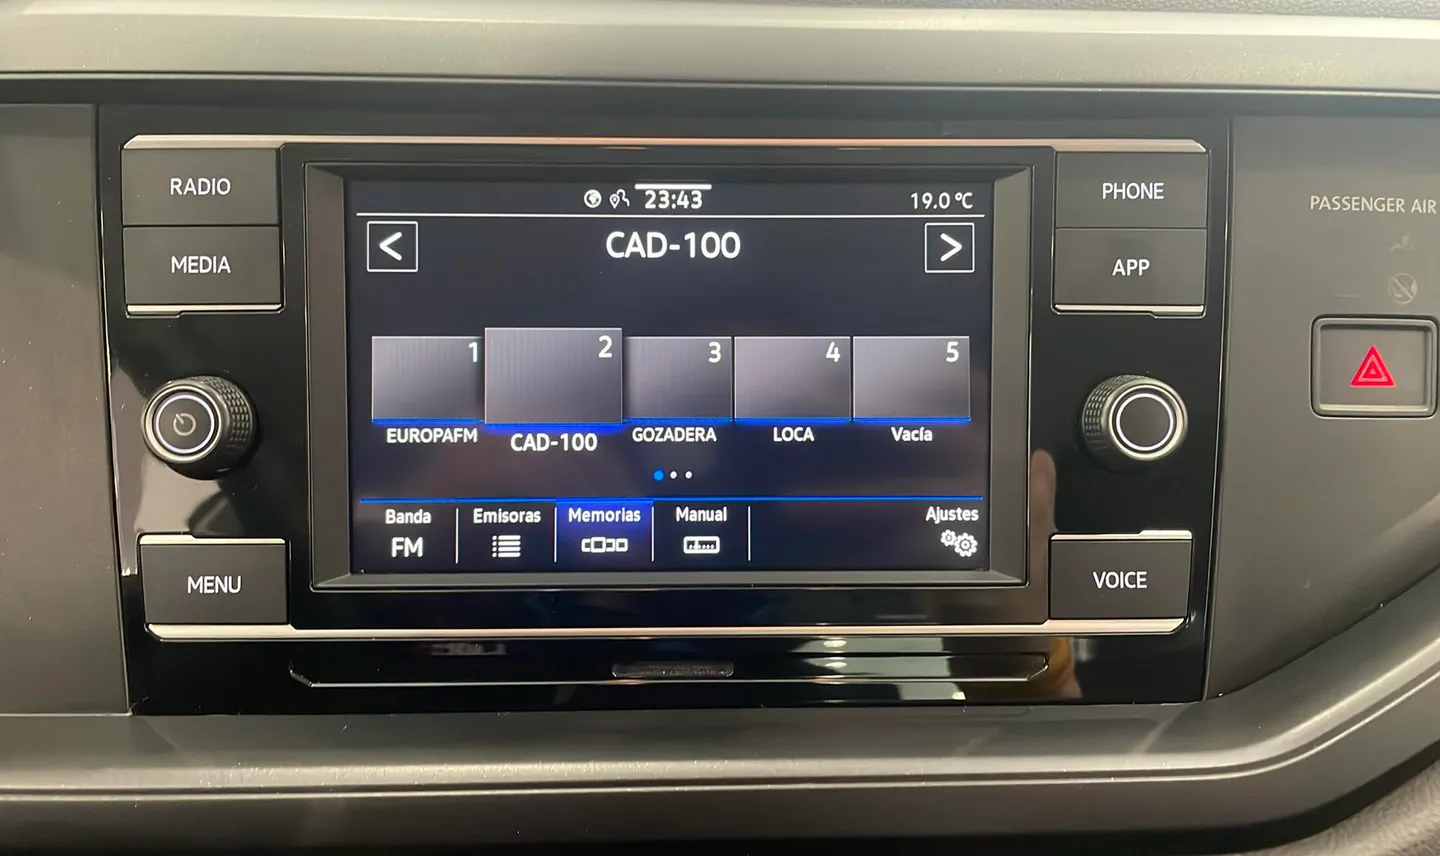 RADIO
MEDIA
MENU
23:43
19.0 °C
<
CAD-100
>
1
2
3
4
5
EUROPAFM
CAD-100
GOZADERA
LOCA
Vacía
Banda
FM
Emisoras
Memorias
Manual
Ajustes
PHONE
APP
VOICE
PASSENGER AIR